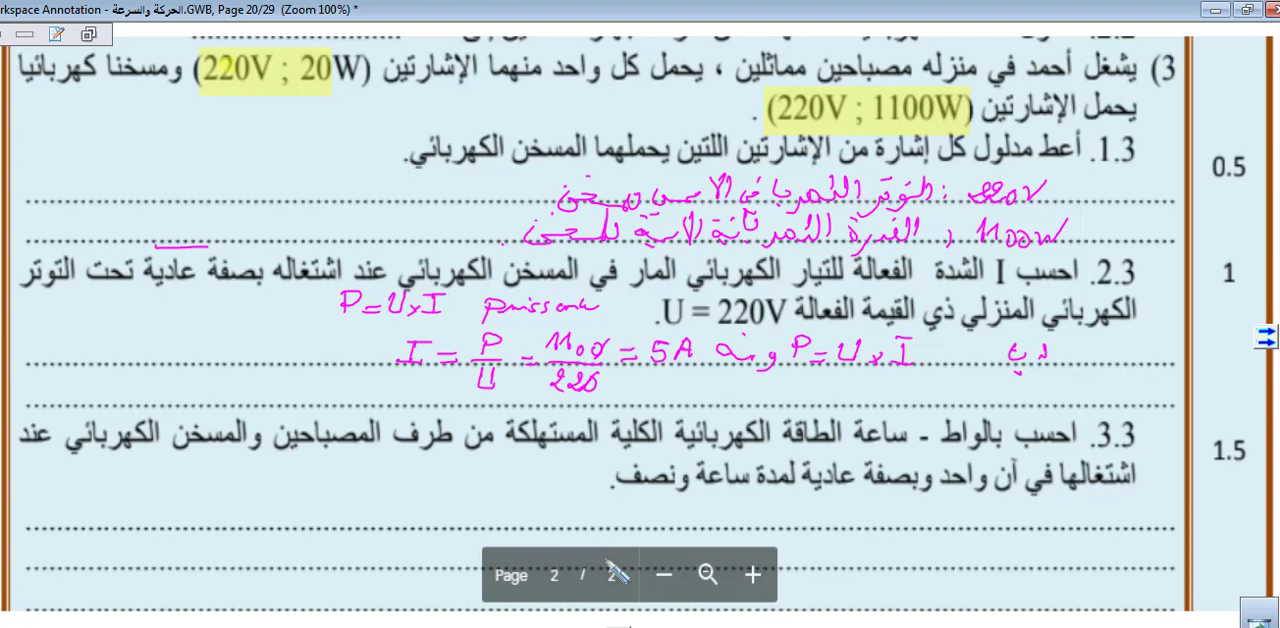 rkspace Annotation - الحركة والسرعة.GWB, Page 20/29 (Zoom 100%) *
3) يشغل أحمد في منزله مصباحين مماثلين ، يحمل كل واحد منهما الإشارتين (220V ; 20W) ومسخنا كهربائيا
يحمل الإشارتين (220V ; 1100W) .
1.3. أعط مدلول كل إشارة من الإشارتين اللتين يحملهما المسخن الكهربائي.
0.5
220V : التوتر الكهربائي الاسمي للمسخن
1100W : القدرة الكهربائية الاسمية للمسخن .
2.3. احسب I الشدة الفعالة للتيار الكهربائي المار في المسخن الكهربائي عند اشتغاله بصفة عادية تحت التوتر
1
الكهربائي المنزلي ذي القيمة الفعالة U = 220V.
P=UxI puissance
P=UxI ومنه I = P/U = 1100/220 = 5A
3.3. احسب بالواط - ساعة الطاقة الكهربائية الكلية المستهلكة من طرف المصباحين والمسخن الكهربائي عند
1.5
اشتغالها في آن واحد وبصفة عادية لمدة ساعة ونصف.
Page 2 / 2